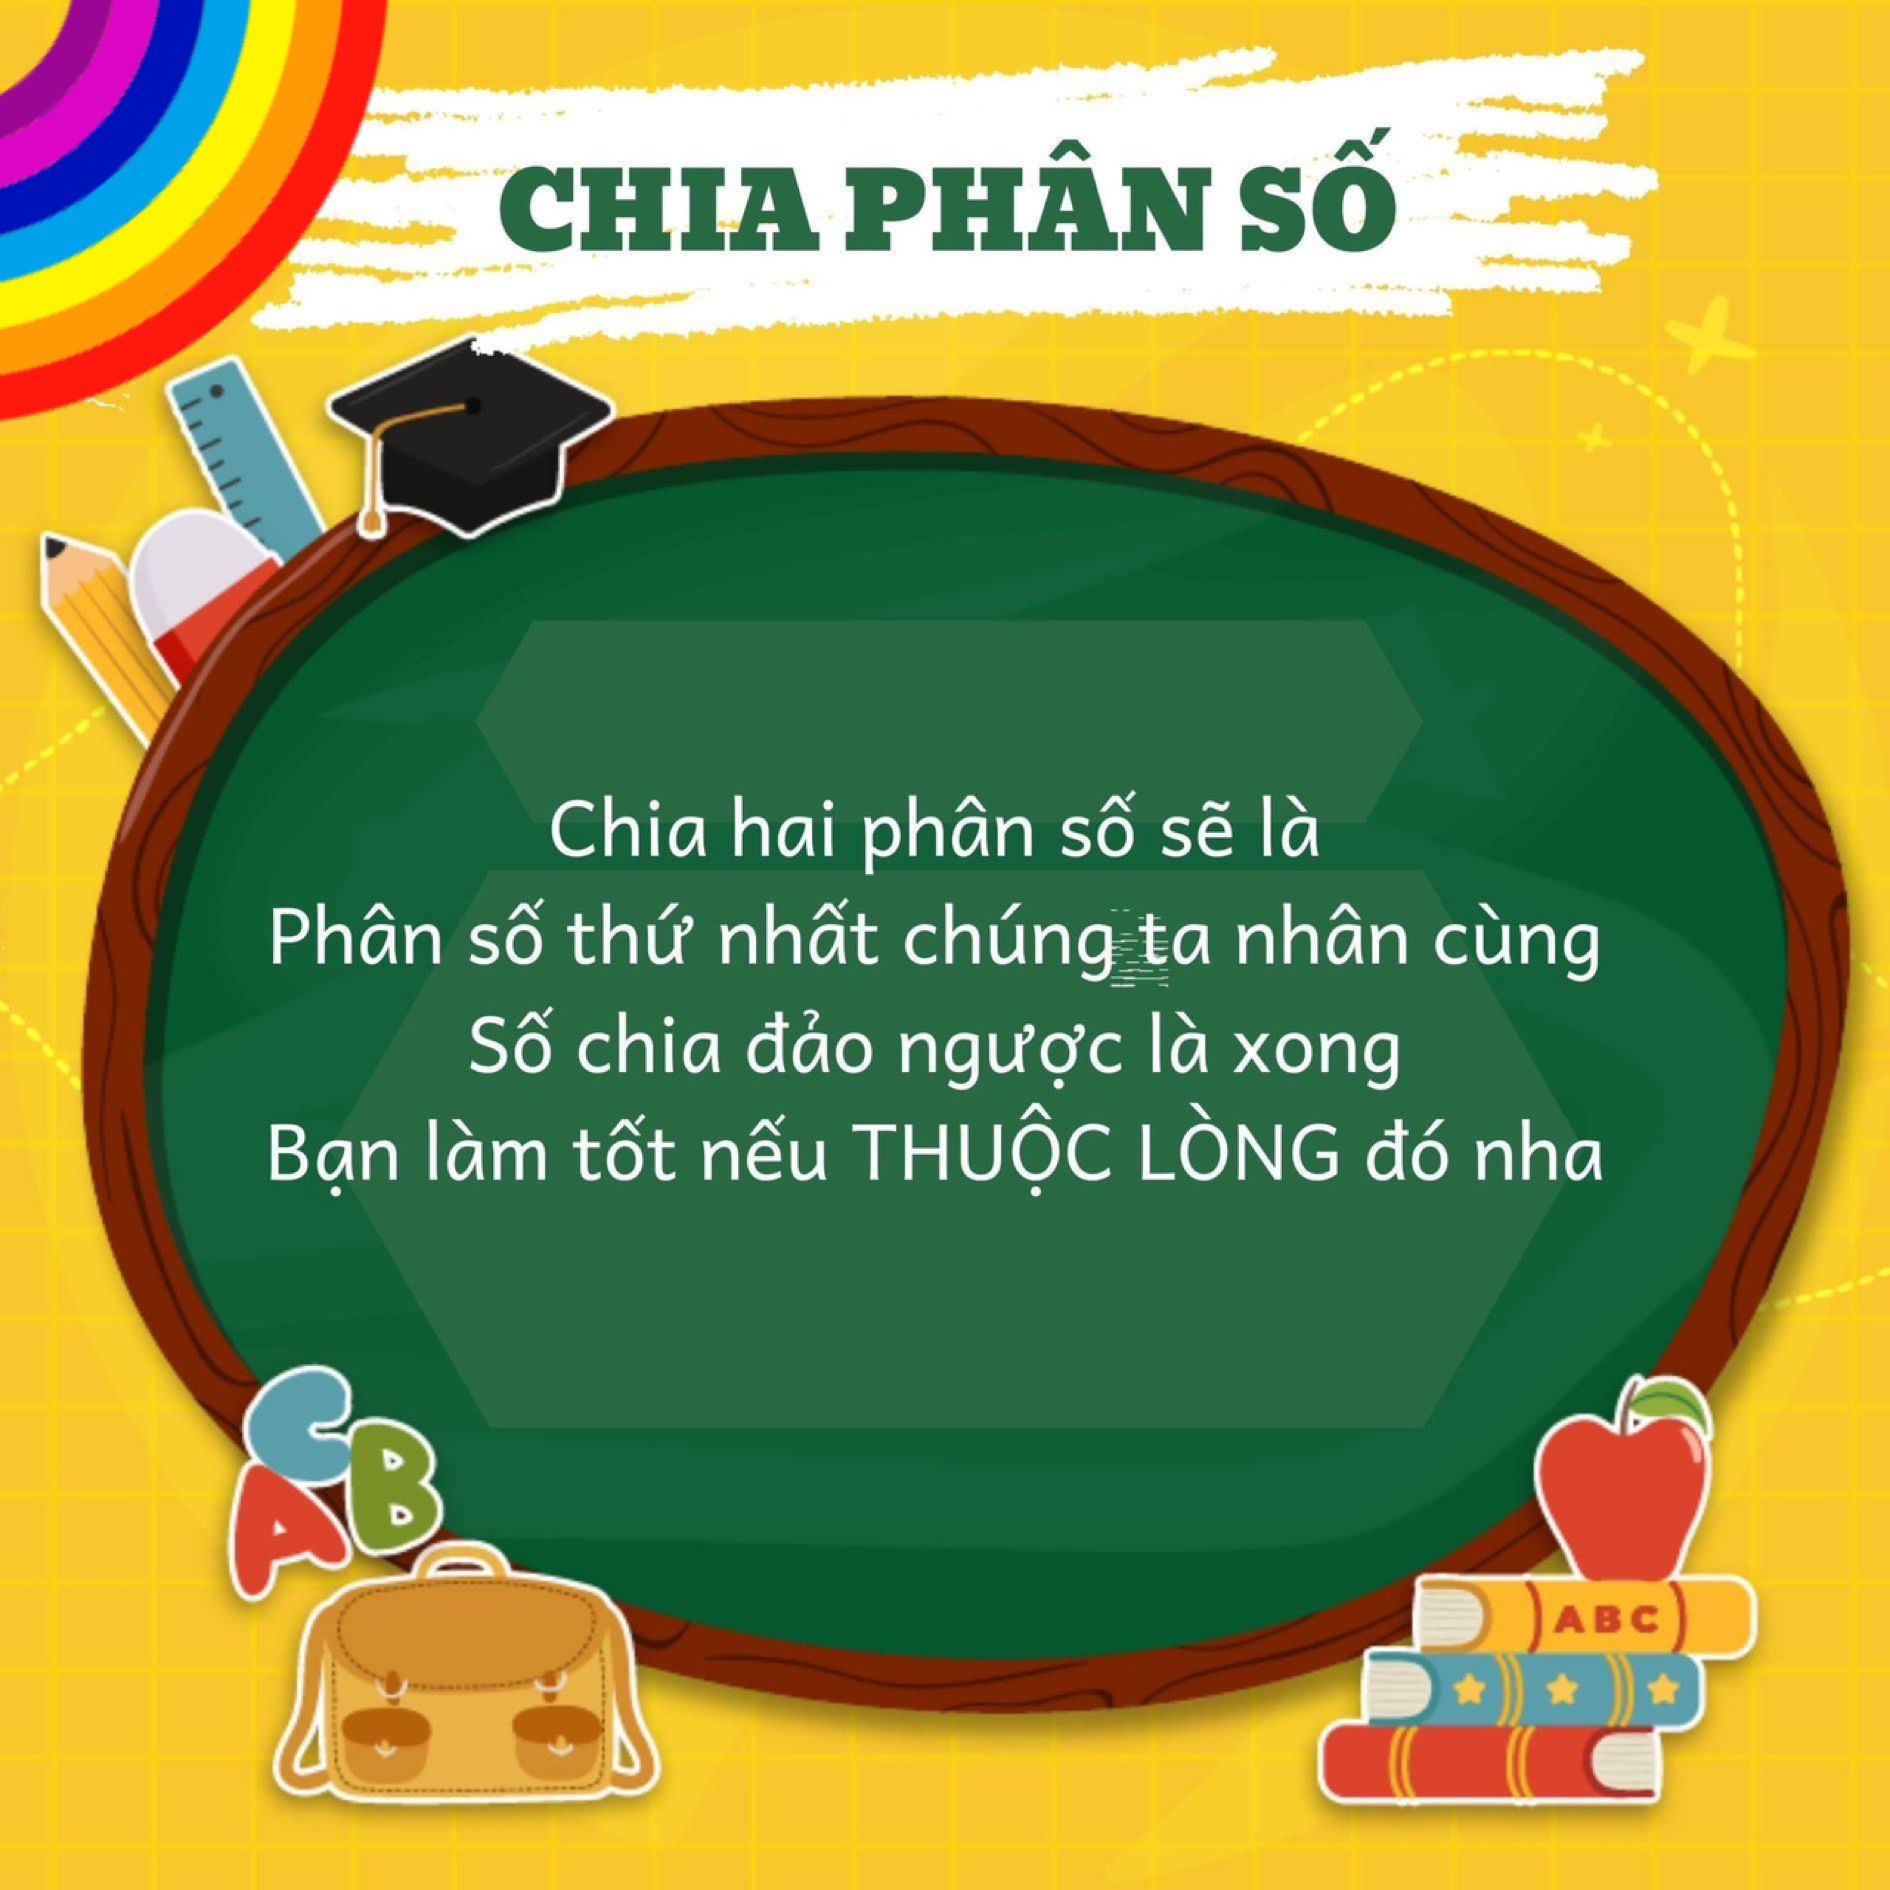 CHIA PHÂN SỐ
Chia hai phân số sẽ là
Phân số thứ nhất chúng ta nhân cùng
Số chia đảo ngược là xong
Bạn làm tốt nếu THUỘC LÒNG đó nha
C
B
A
ABC